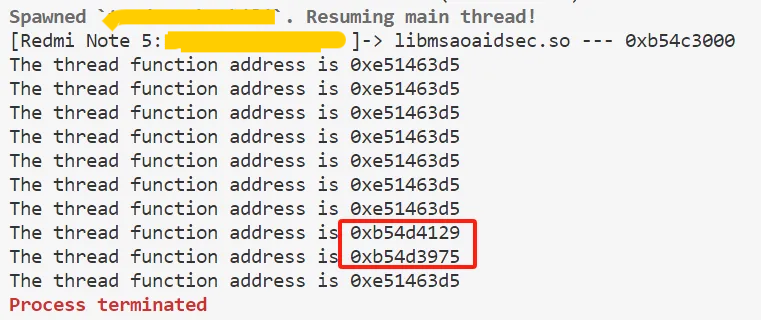 Spawned ``. Resuming main thread!
[Redmi Note 5: ]-> libmsaoaidsec.so --- 0xb54c3000
The thread function address is 0xe51463d5
The thread function address is 0xe51463d5
The thread function address is 0xe51463d5
The thread function address is 0xe51463d5
The thread function address is 0xe51463d5
The thread function address is 0xe51463d5
The thread function address is 0xe51463d5
The thread function address is 0xb54d4129
The thread function address is 0xb54d3975
The thread function address is 0xe51463d5
Process terminated